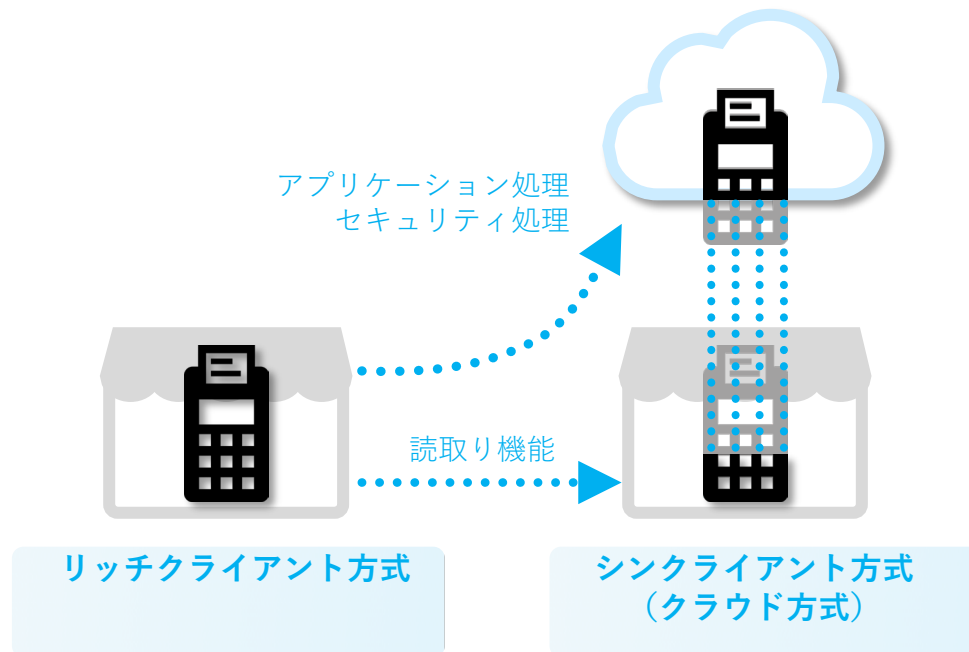 アプリケーション処理
セキュリティ処理
読取り機能
リッチクライアント方式
シンクライアント方式
（クラウド方式）